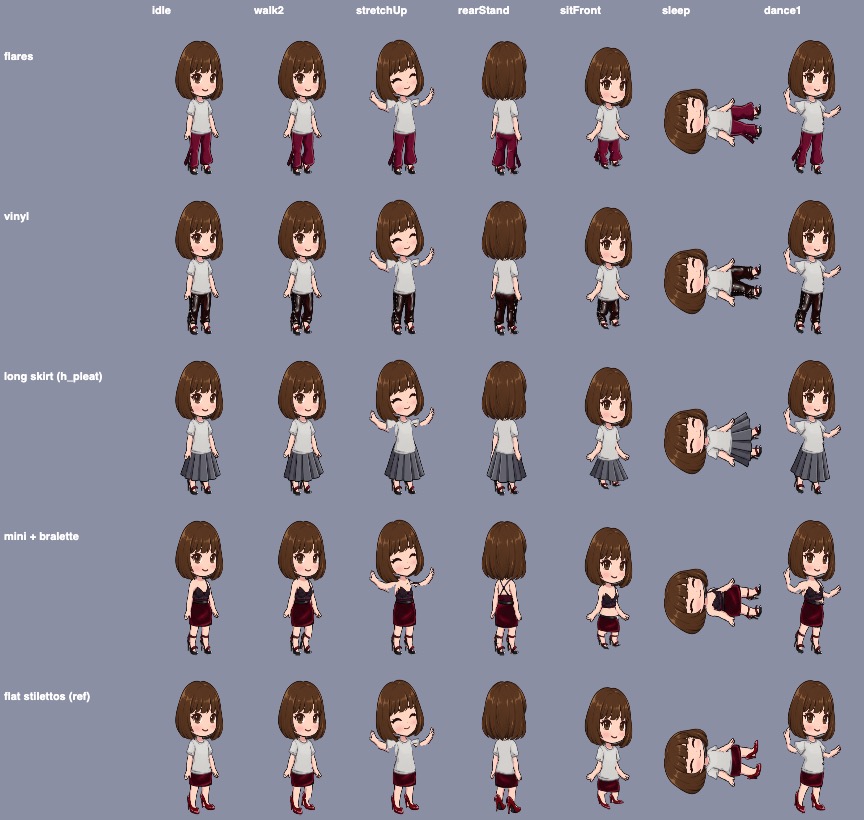 idle walk2 stretchUp rearStand sitFront sleep dance1
flares
vinyl
long skirt (h_pleat)
mini + bralette
flat stilettos (ref)